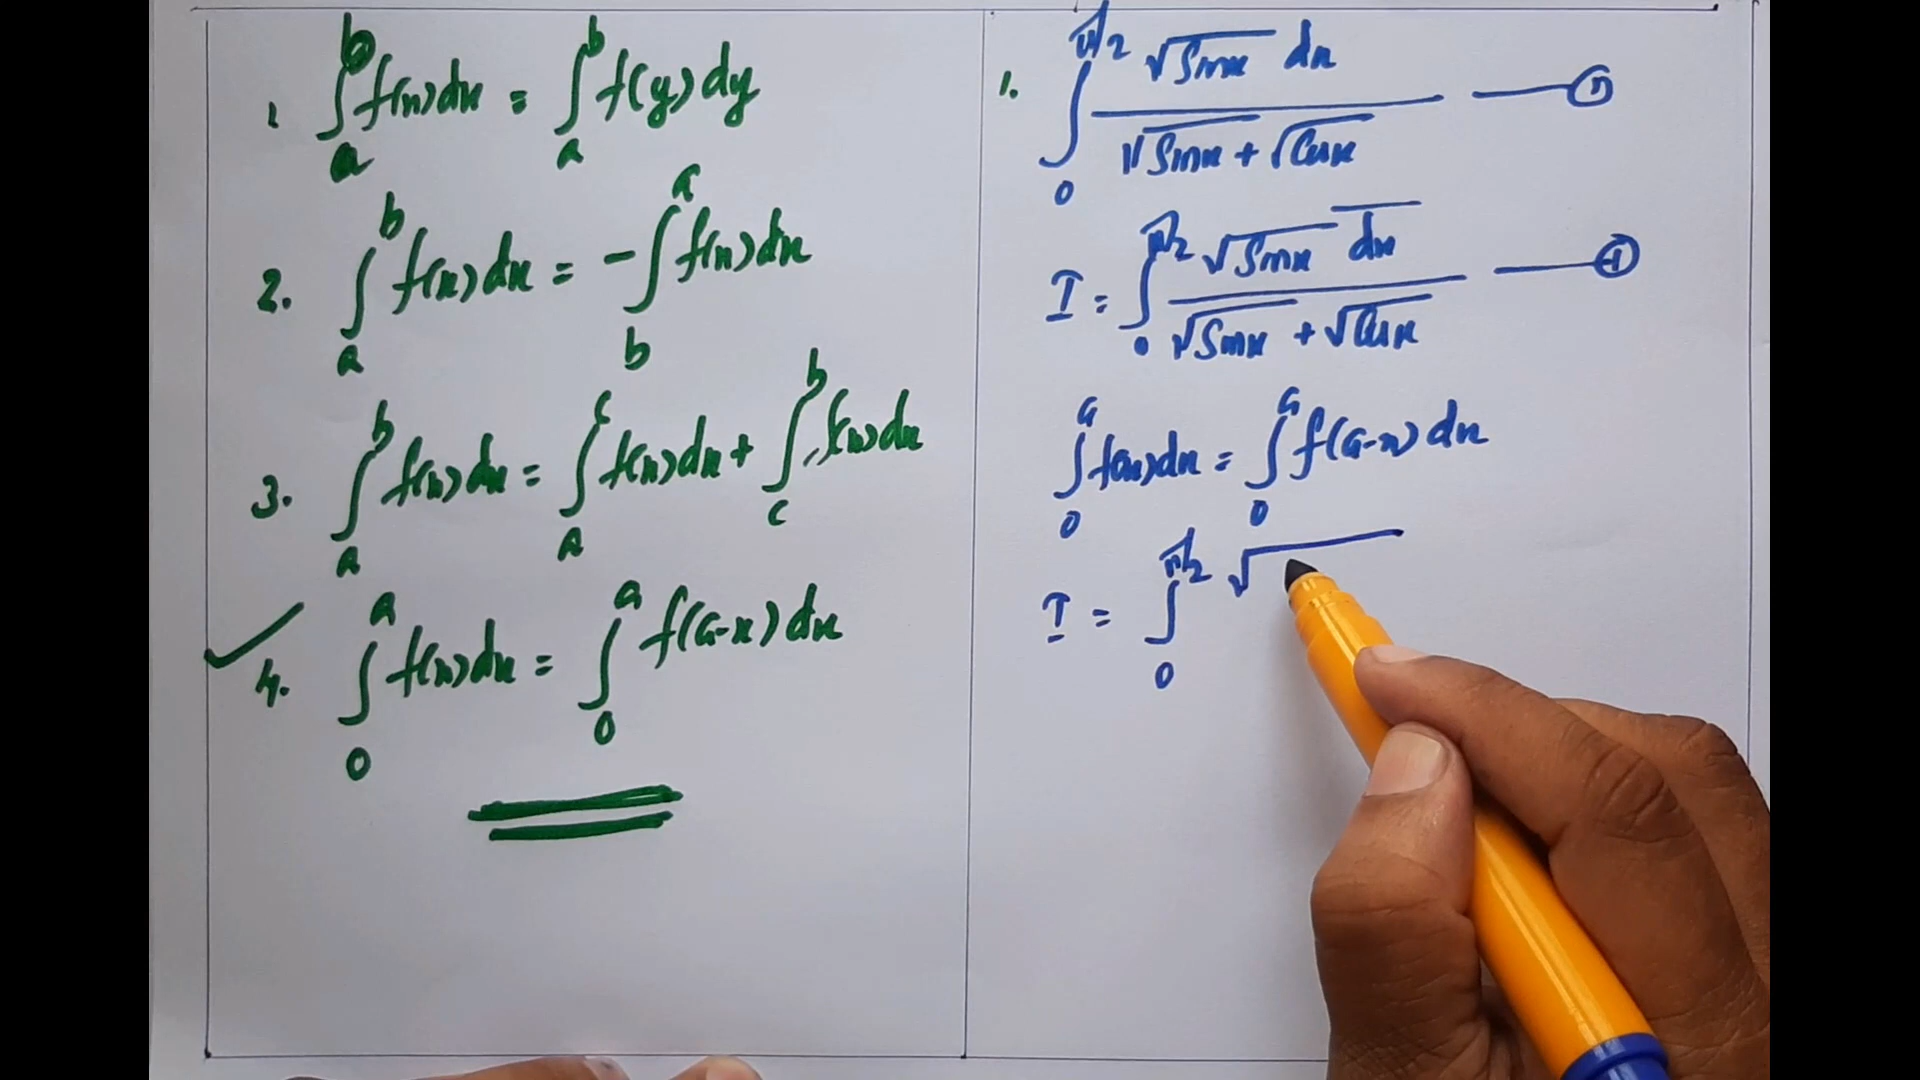 1. ∫_a^b f(x)dx = ∫_a^b f(y)dy
2. ∫_a^b f(x)dx = -∫_b^a f(x)dx
3. ∫_a^b f(x)dx = ∫_a^c f(x)dx + ∫_c^b f(x)dx
✓ 4. ∫_0^a f(x)dx = ∫_0^a f(a-x)dx
1. ∫_0^π/2 √Sinx dx / (√Sinx + √Cosx) — ①
I = ∫_0^π/2 √Sinx dx / (√Sinx + √Cosx) — ①
∫_0^a f(x)dx = ∫_0^a f(a-x)dx
I = ∫_0^π/2 √